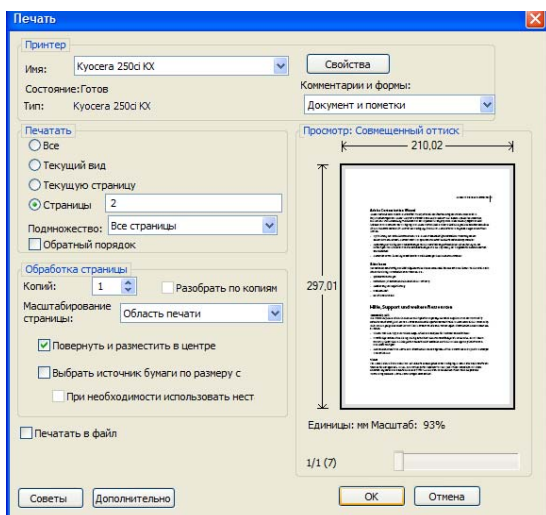 Печать
Принтер
Имя: Kyocera 250ci KX
Свойства
Состояние:Готов
Комментарии и формы:
Тип: Kyocera 250ci KX
Документ и пометки
Печатать
Все
Текущий вид
Текущую страницу
Страницы 2
Подмножество: Все страницы
Обратный порядок
Обработка страницы
Копий: 1 Разобрать по копиям
Масштабирование страницы: Область печати
Повернуть и разместить в центре
Выбрать источник бумаги по размеру с
При необходимости использовать нест
Печатать в файл
Просмотр: Совмещенный оттиск
210,02
297,01
Единицы: мм Масштаб: 93%
1/1 (7)
Советы Дополнительно
OK Отмена